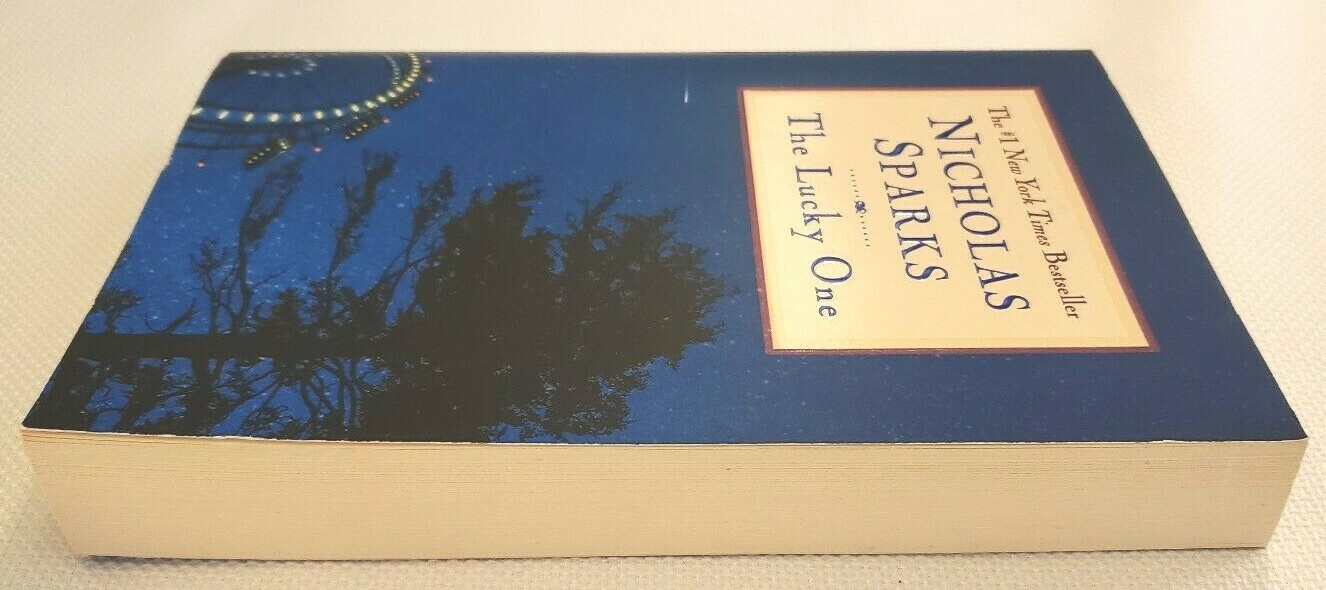 The #1 New York Times Bestseller
NICHOLAS
SPARKS
The Lucky One